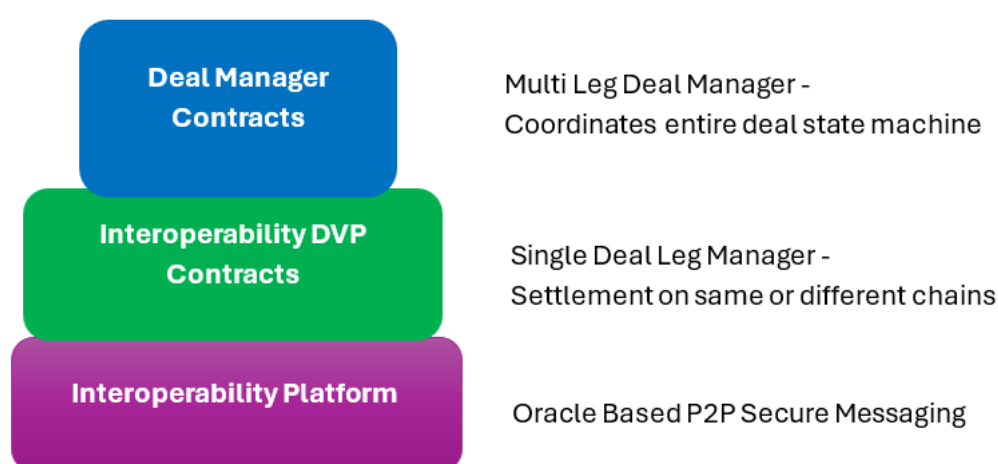 Deal Manager
Contracts
Multi Leg Deal Manager -
Coordinates entire deal state machine
Interoperability DVP
Contracts
Single Deal Leg Manager -
Settlement on same or different chains
Interoperability Platform
Oracle Based P2P Secure Messaging